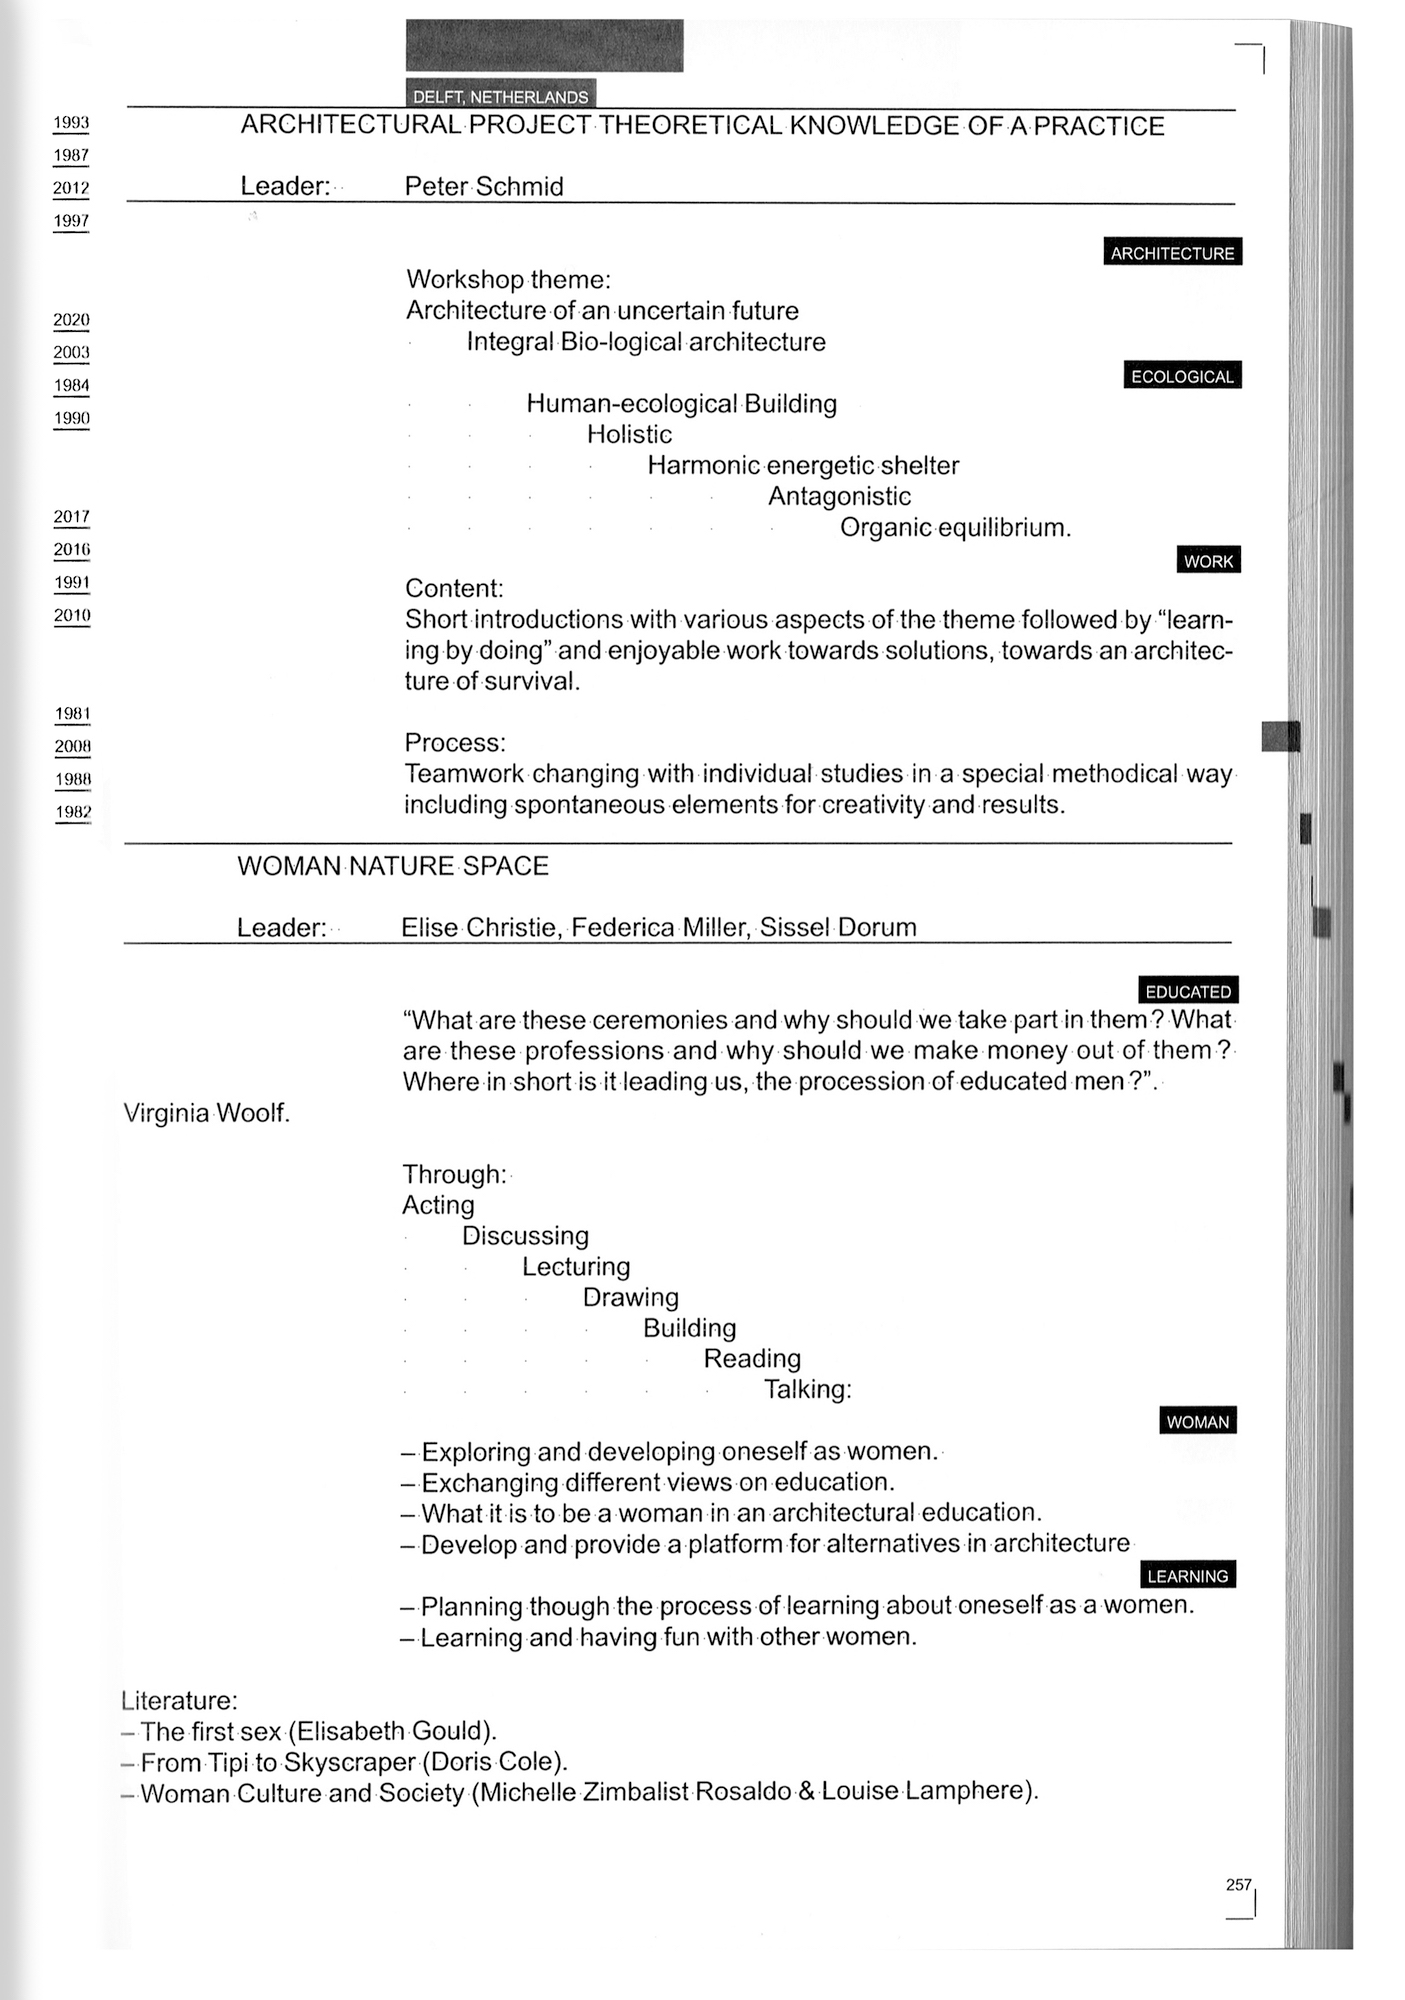 DELFT, NETHERLANDS
ARCHITECTURAL PROJECT THEORETICAL KNOWLEDGE OF A PRACTICE
Leader: Peter Schmid
1993
1987
2012
1997
2020
2003
1984
1990
2017
2016
1991
2010
1981
2008
1988
1982
ARCHITECTURE
Workshop theme:
Architecture of an uncertain future
Integral Bio-logical architecture
ECOLOGICAL
Human-ecological Building
Holistic
Harmonic energetic shelter
Antagonistic
Organic equilibrium.
WORK
Content:
Short introductions with various aspects of the theme followed by “learn-
ing by doing” and enjoyable work towards solutions, towards an architec-
ture of survival.
Process:
Teamwork changing with individual studies in a special methodical way
including spontaneous elements for creativity and results.
WOMAN NATURE SPACE
Leader: Elise Christie, Federica Miller, Sissel Dorum
EDUCATED
“What are these ceremonies and why should we take part in them? What
are these professions and why should we make money out of them ?
Where in short is it leading us, the procession of educated men ?”.
Virginia Woolf.
Through:
Acting
Discussing
Lecturing
Drawing
Building
Reading
Talking:
WOMAN
– Exploring and developing oneself as women.
– Exchanging different views on education.
– What it is to be a woman in an architectural education.
– Develop and provide a platform for alternatives in architecture
LEARNING
– Planning though the process of learning about oneself as a women.
– Learning and having fun with other women.
Literature:
– The first sex (Elisabeth Gould).
– From Tipi to Skyscraper (Doris Cole).
– Woman Culture and Society (Michelle Zimbalist Rosaldo & Louise Lamphere).
257